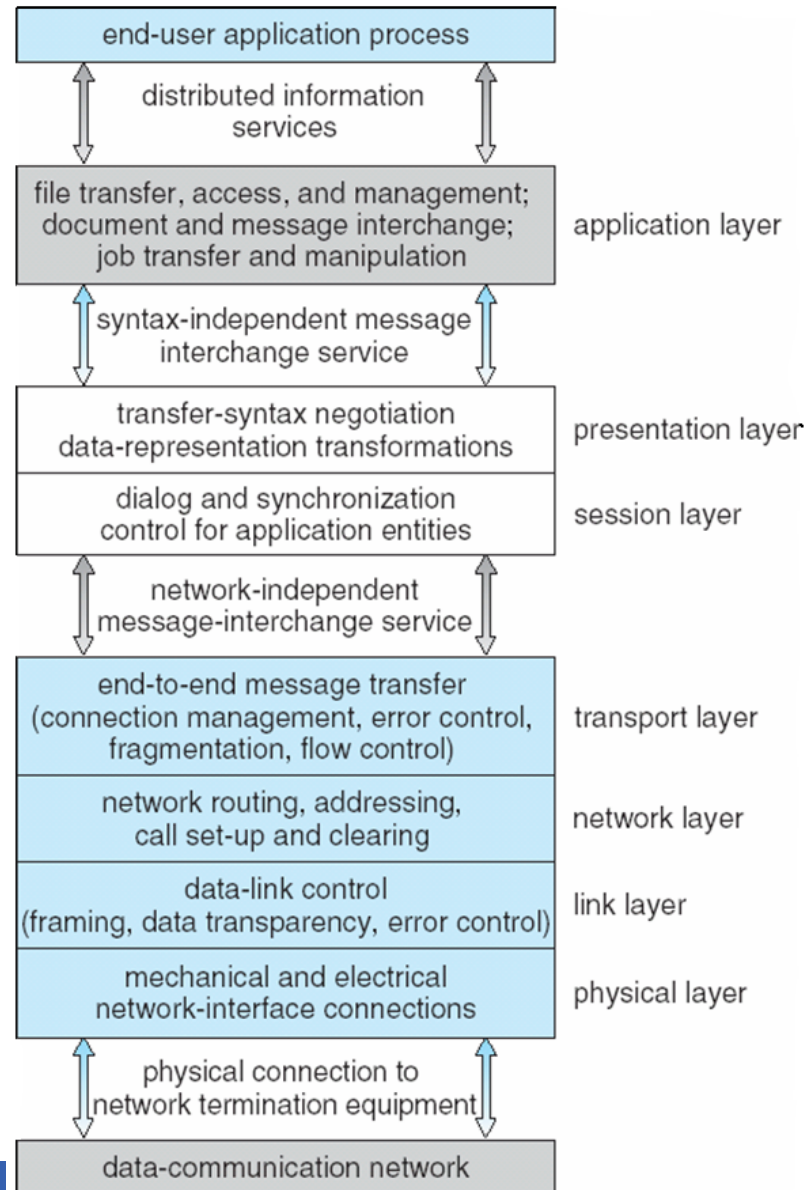 end-user application process
distributed information
services
file transfer, access, and management;
document and message interchange;
job transfer and manipulation
application layer
syntax-independent message
interchange service
transfer-syntax negotiation
data-representation transformations
presentation layer
dialog and synchronization
control for application entities
session layer
network-independent
message-interchange service
end-to-end message transfer
(connection management, error control,
fragmentation, flow control)
transport layer
network routing, addressing,
call set-up and clearing
network layer
data-link control
(framing, data transparency, error control)
link layer
mechanical and electrical
network-interface connections
physical layer
physical connection to
network termination equipment
data-communication network